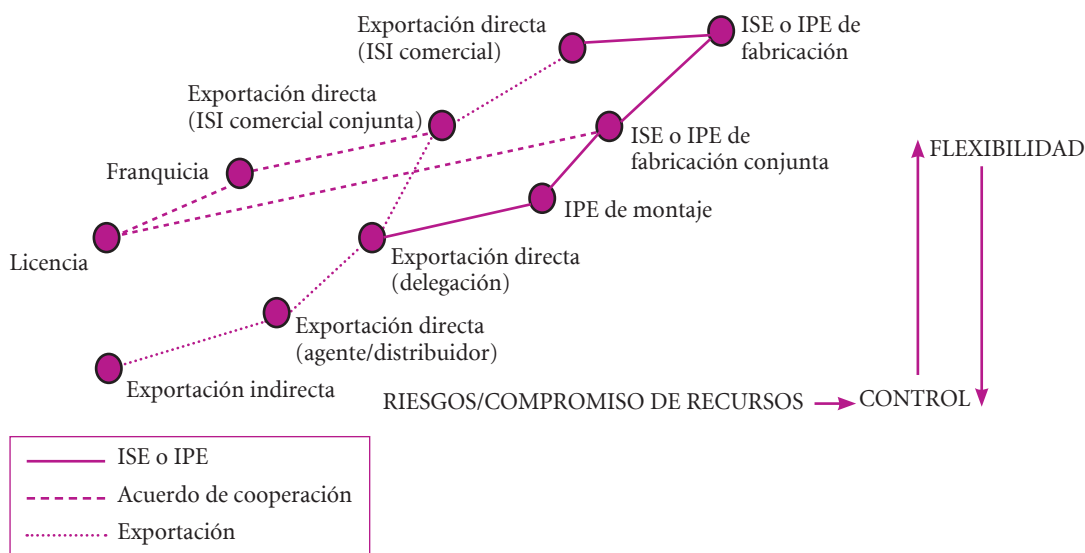 Exportación directa
(ISI comercial)
ISE o IPE de
fabricación
Exportación directa
(ISI comercial conjunta)
ISE o IPE de
fabricación conjunta
FLEXIBILIDAD
Franquicia
IPE de montaje
Licencia
Exportación directa
(delegación)
Exportación directa
(agente/distribuidor)
Exportación indirecta
RIESGOS/COMPROMISO DE RECURSOS
CONTROL
ISE o IPE
Acuerdo de cooperación
Exportación